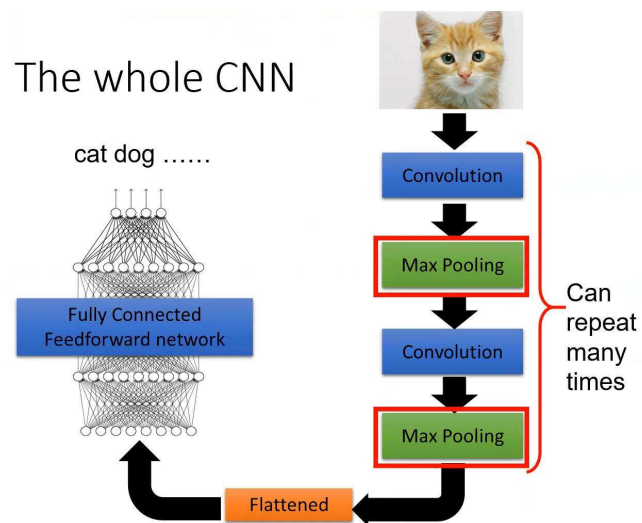 The whole CNN
cat dog ......
Convolution
Max Pooling
Convolution
Max Pooling
Can
repeat
many
times
Flattened
Fully Connected
Feedforward network